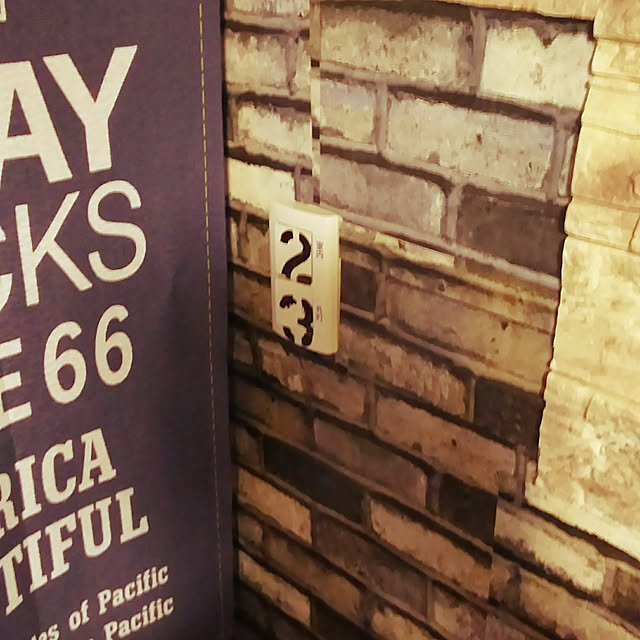 AY
CKS
E 66
RICA
TIFUL
es of Pacific
Pacific
2
3